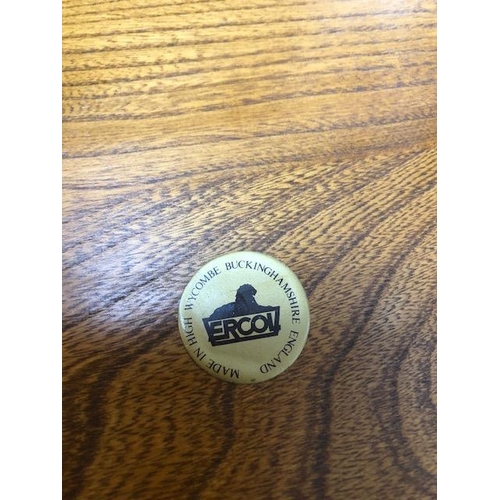 MADE IN HIGH WYCOMBE BUCKINGHAMSHIRE ENGLAND
ERCOL